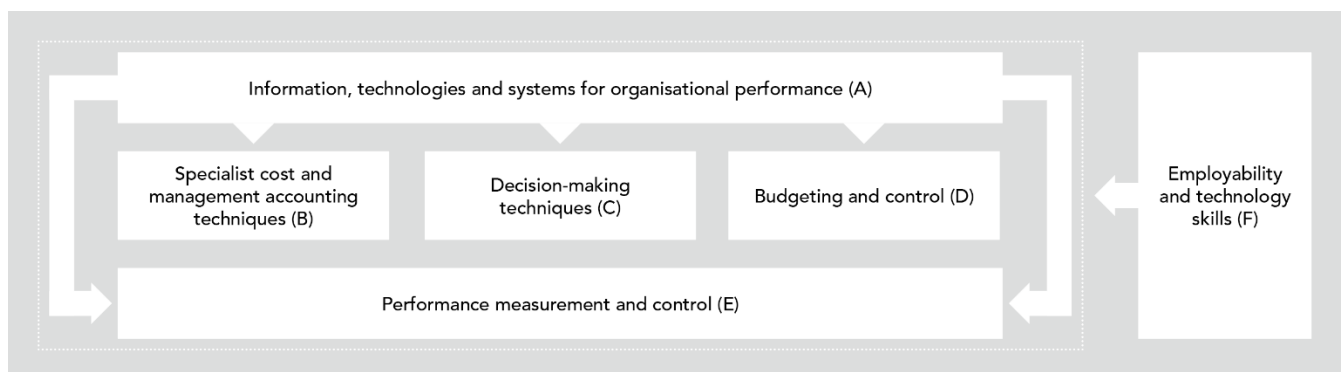 Information, technologies and systems for organisational performance (A)
Specialist cost and
management accounting
techniques (B)
Decision-making
techniques (C)
Budgeting and control (D)
Employability
and technology
skills (F)
Performance measurement and control (E)